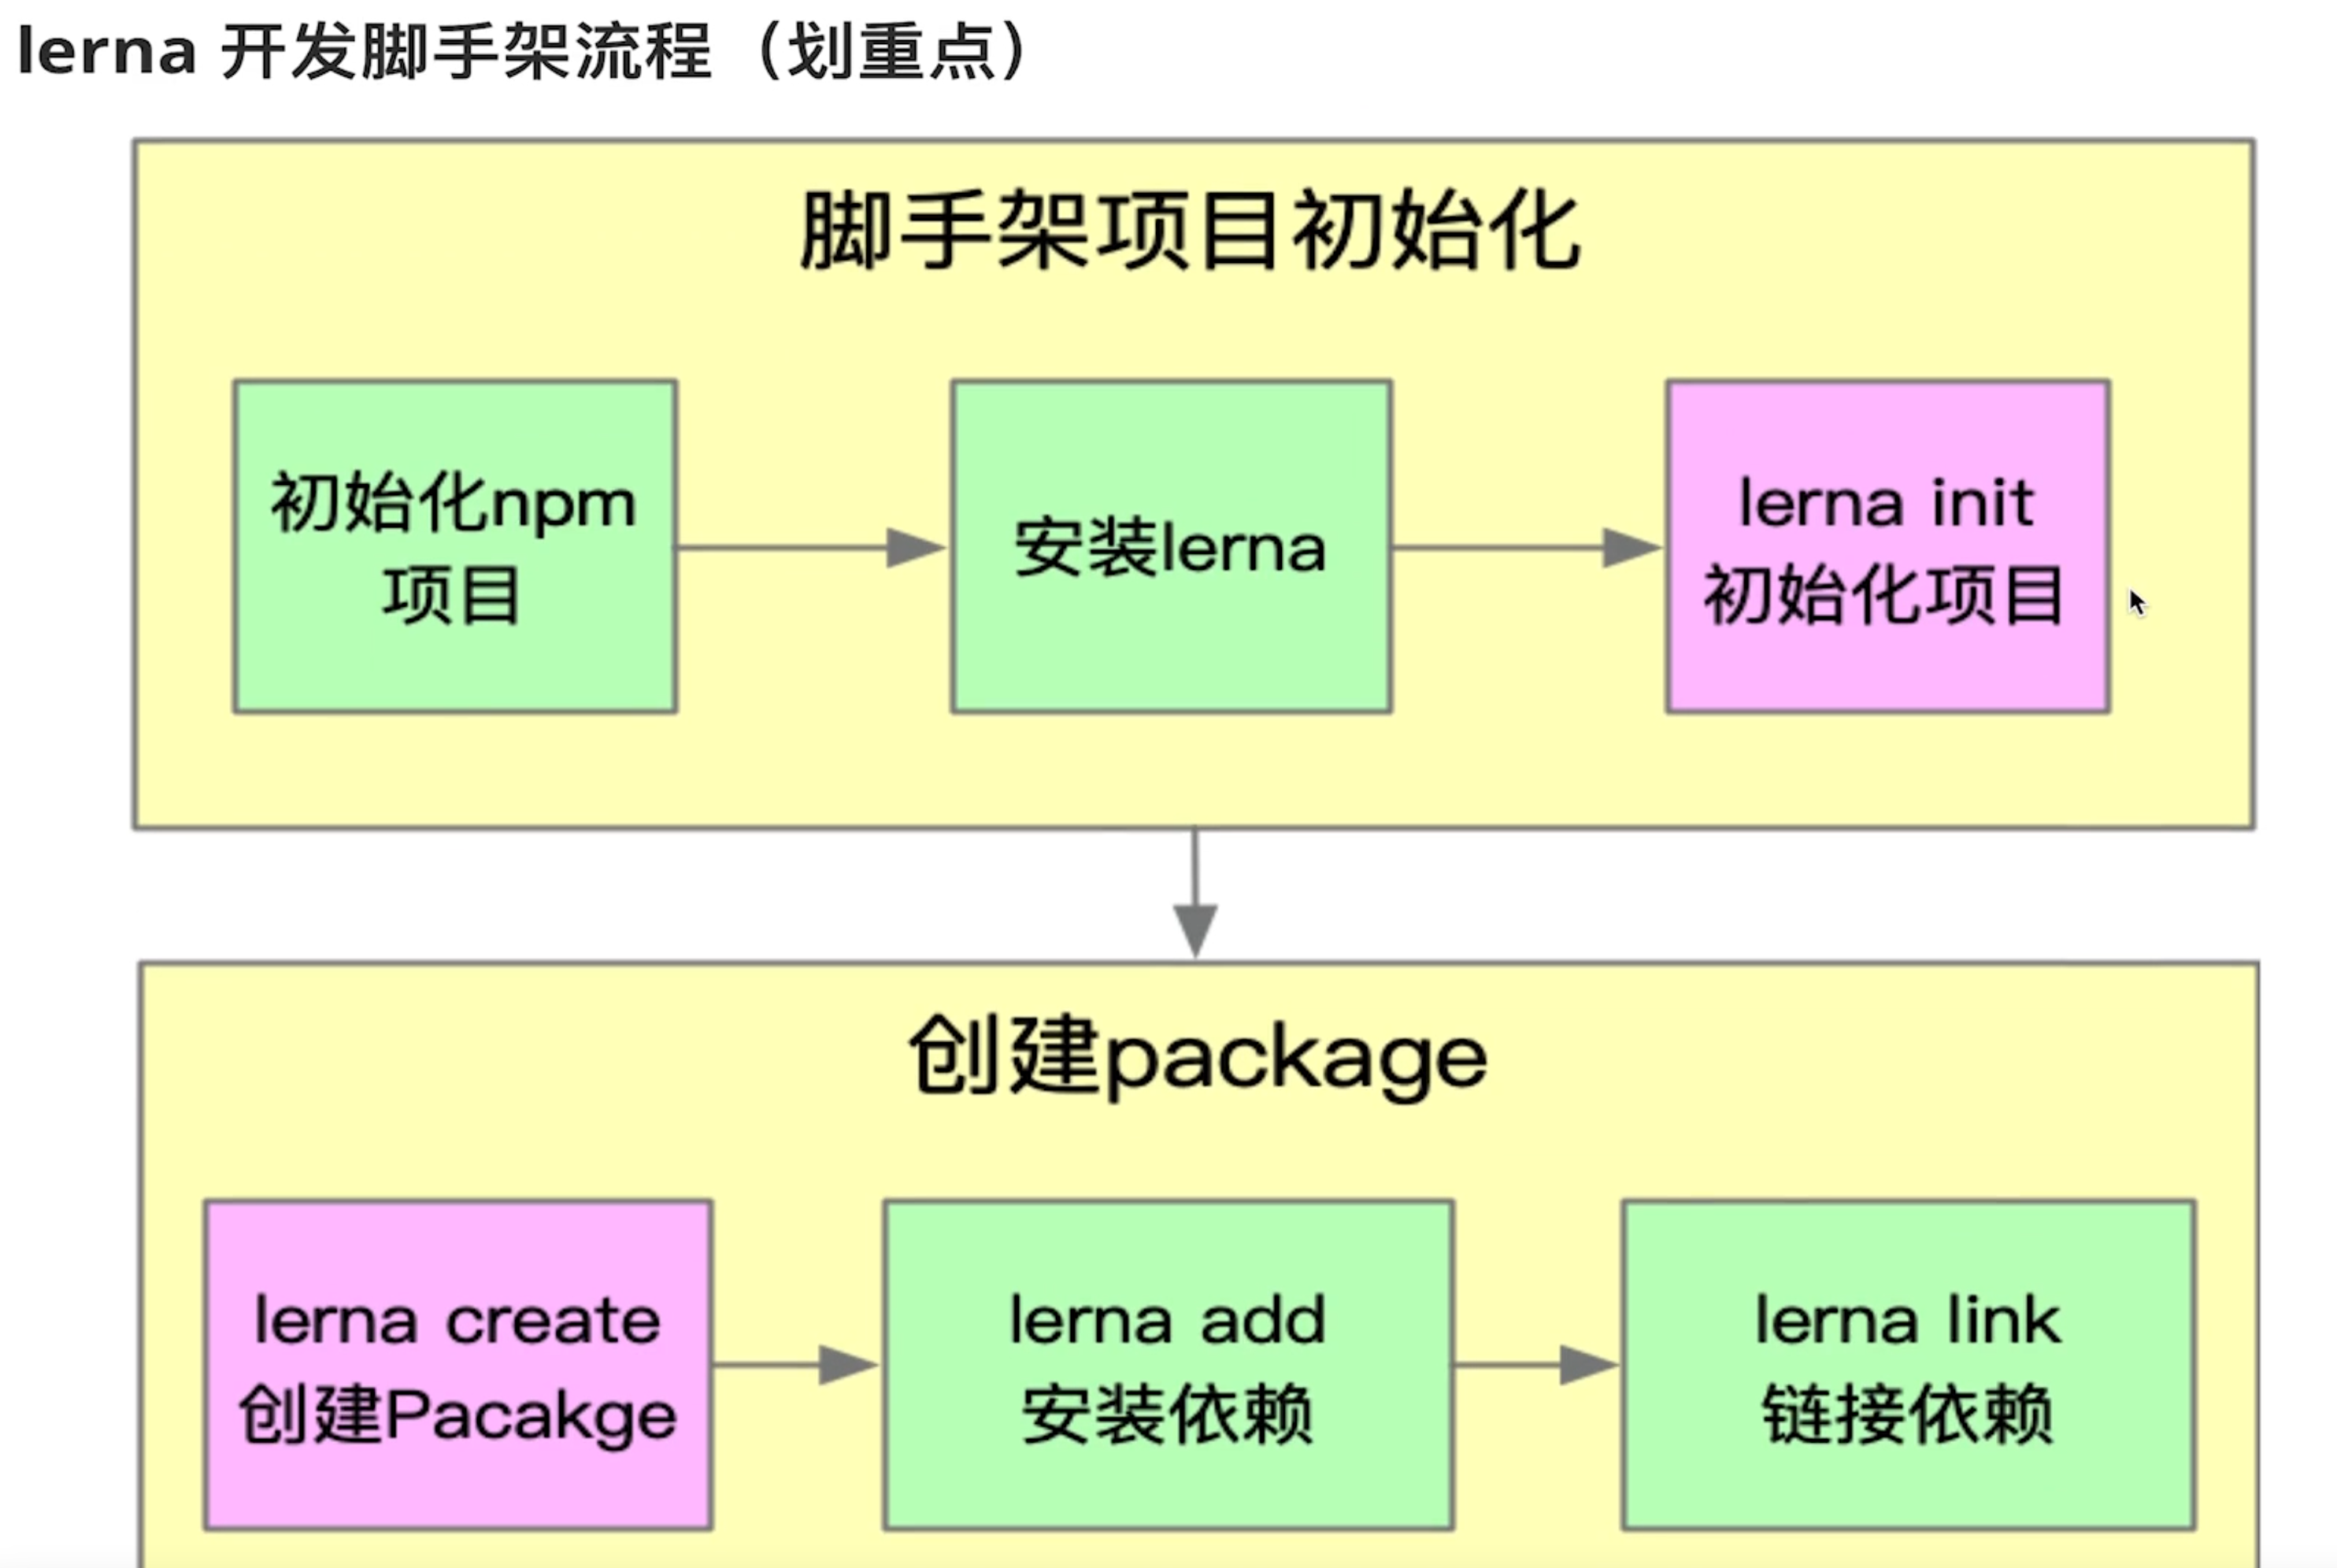 lerna 开发脚手架流程（划重点）
脚手架项目初始化
初始化npm
项目
安装lerna
lerna init
初始化项目
创建package
lerna create
创建Pacakge
lerna add
安装依赖
lerna link
链接依赖